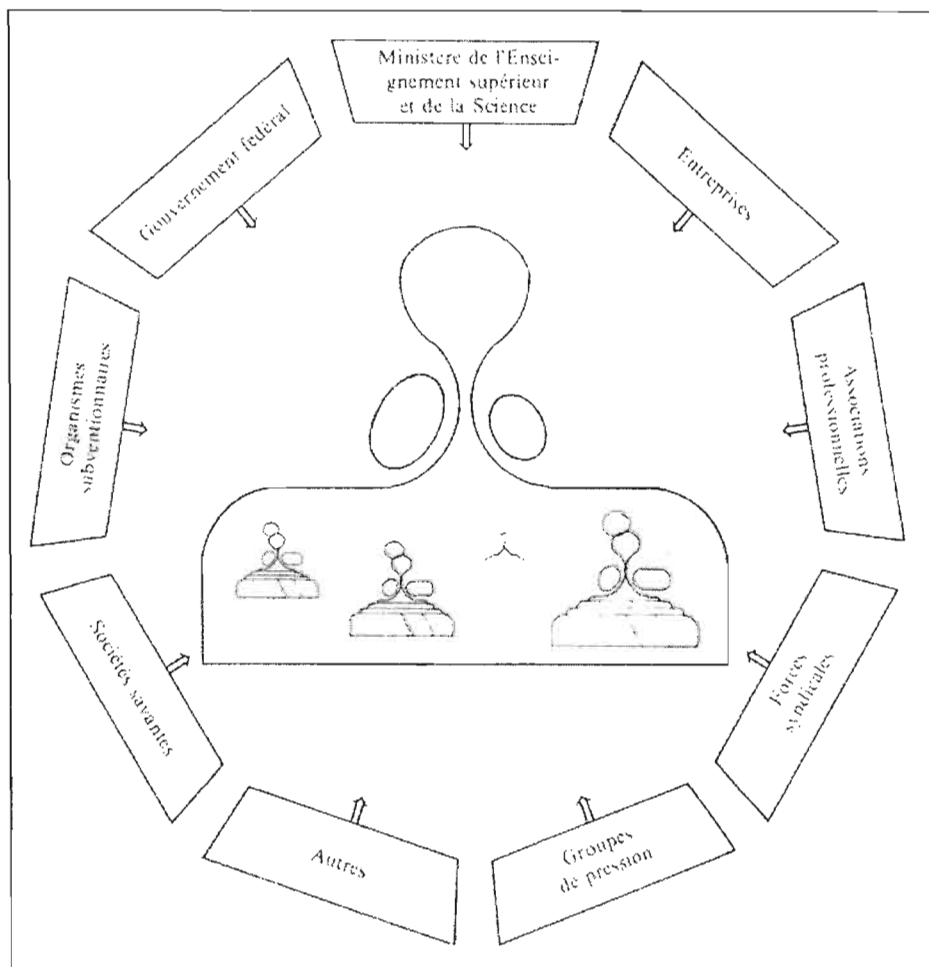 Ministere de l'Ensei-
gnement supérieur
et de la Science
Entreprises
Associations
professionnelles
Forces
syndicales
Groupes
de pression
Autres
Sociétés savantes
Organismes
subventionnaires
Gouvernement fedéral